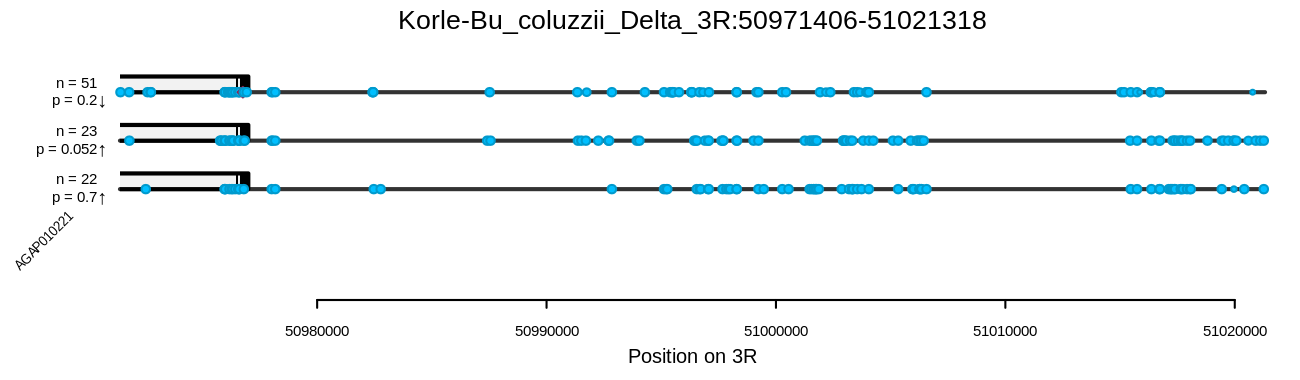 Korle-Bu_coluzzii_Delta_3R:50971406-51021318
n = 51
p = 0.2↓
n = 23
p = 0.052↑
n = 22
p = 0.7↑
AGAP010221
50980000 50990000 51000000 51010000 51020000
Position on 3R